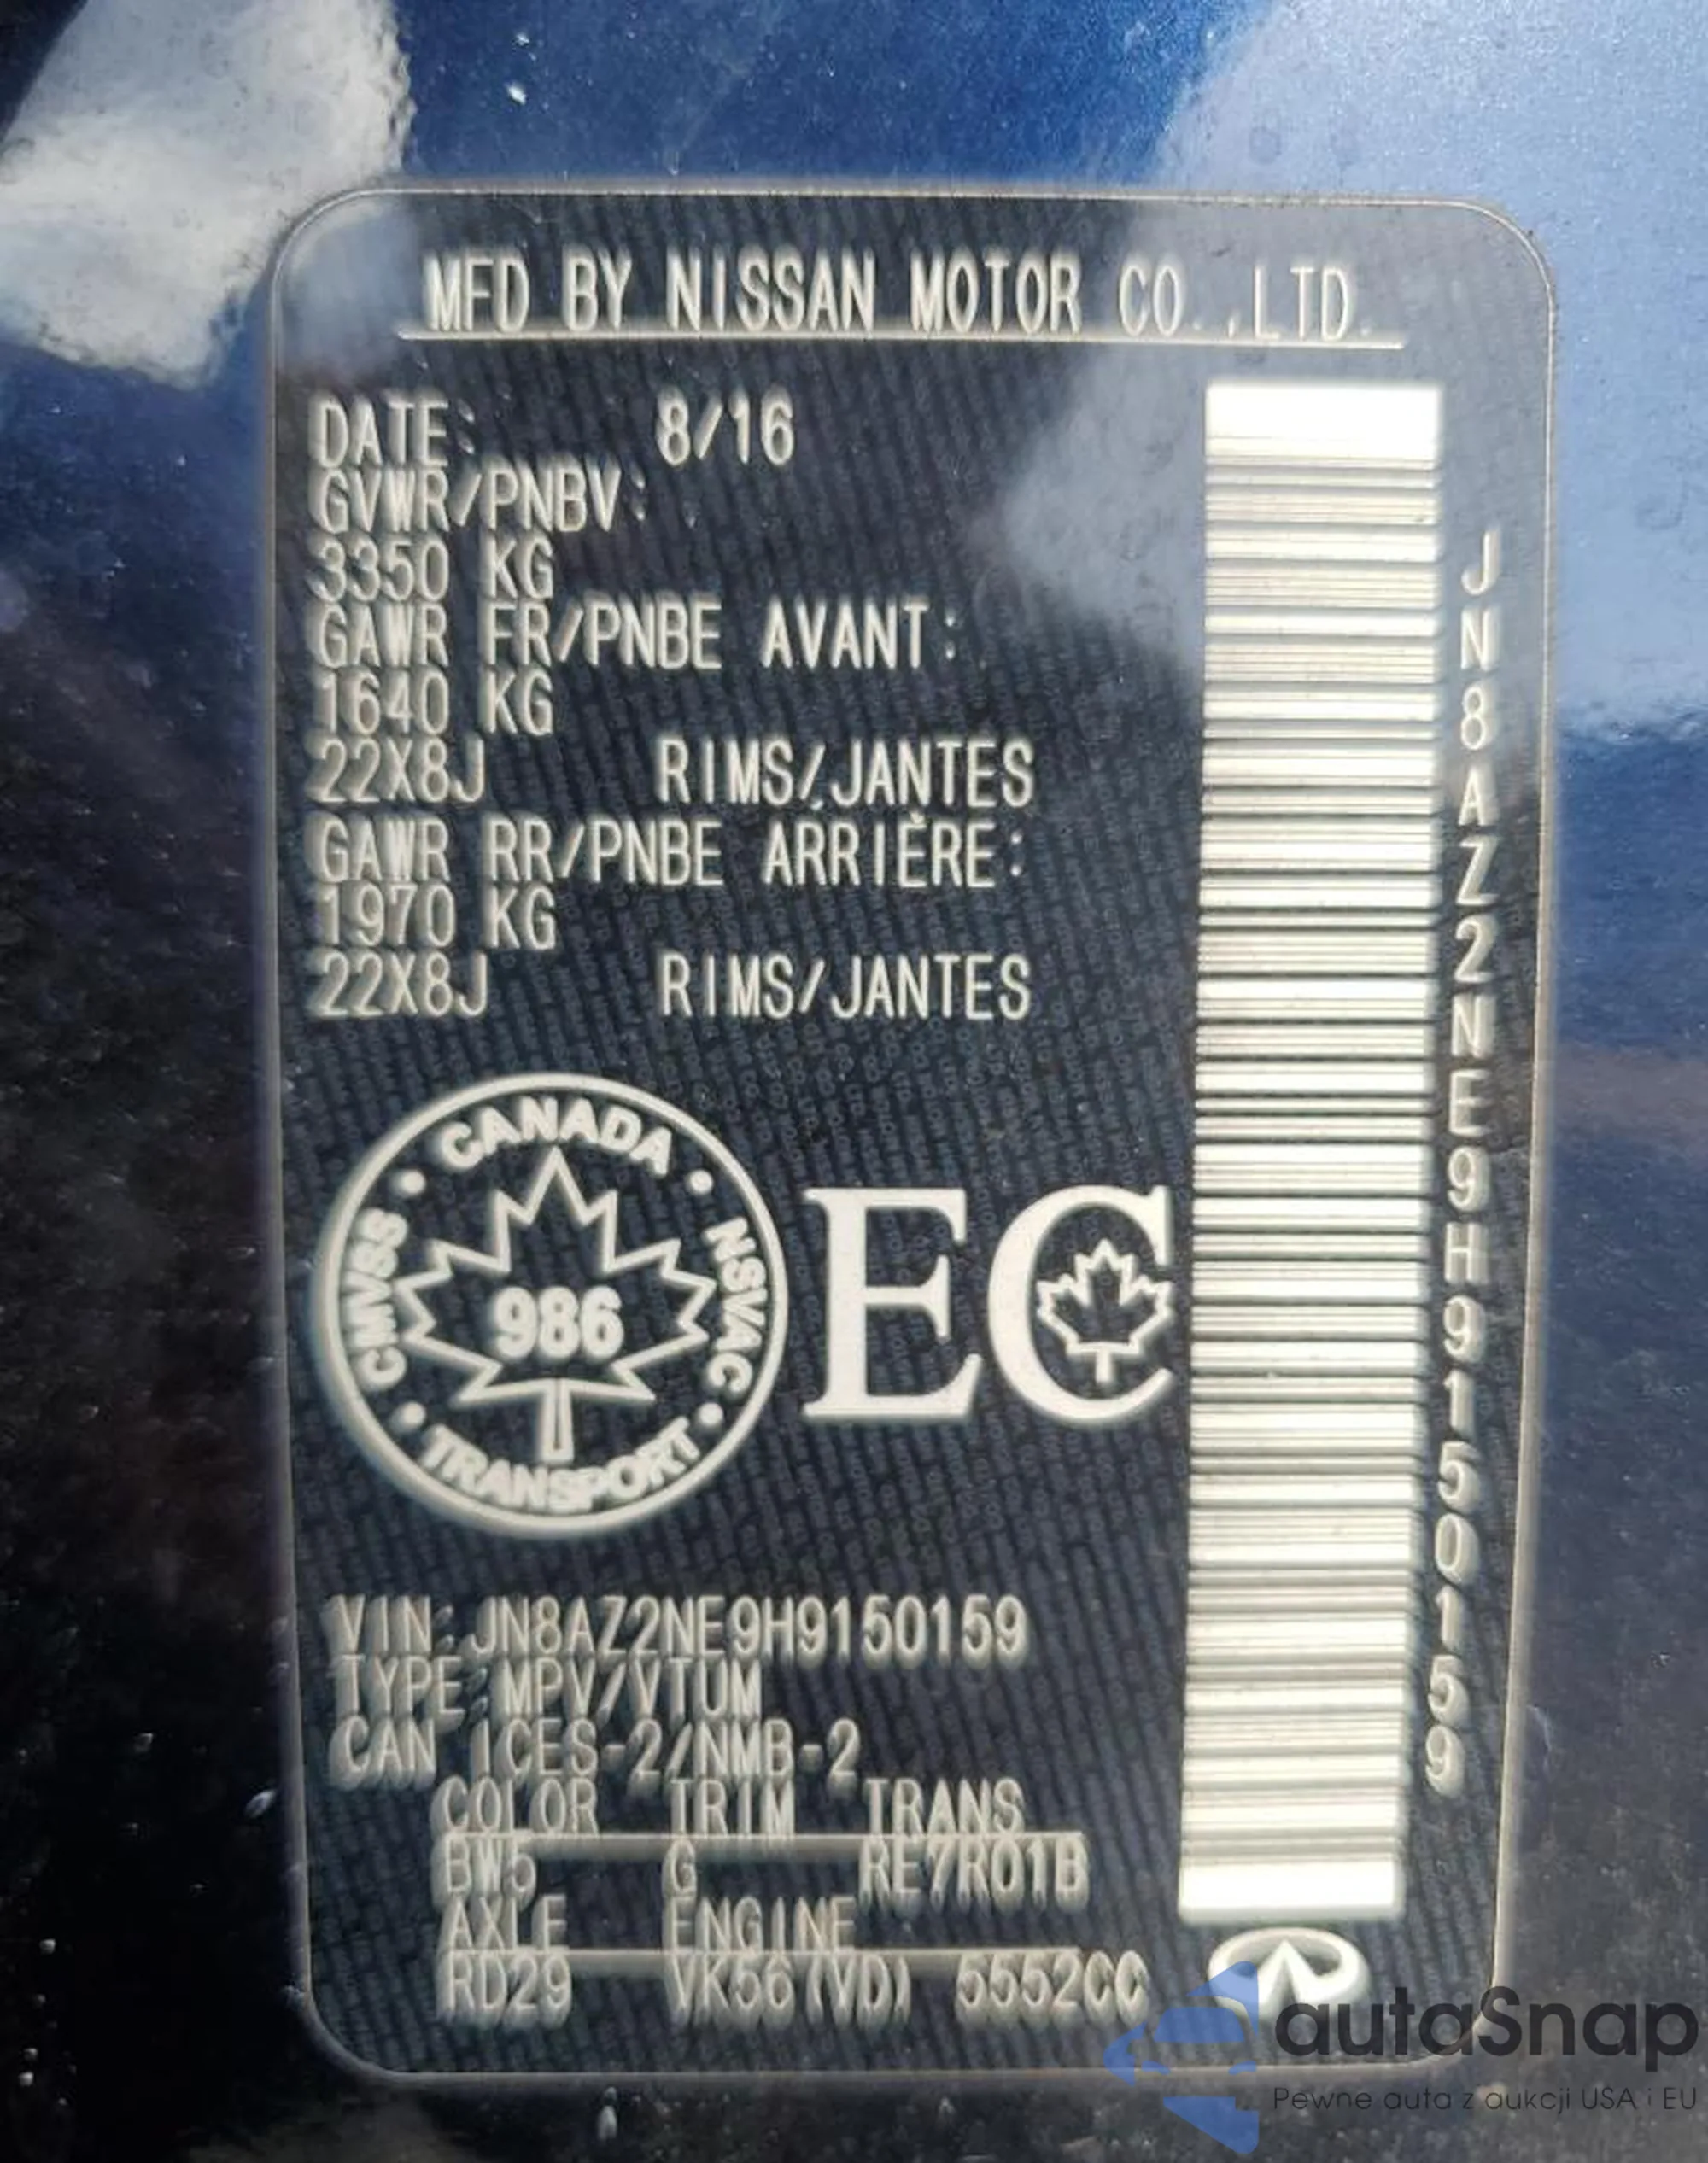 MFD BY NISSAN MOTOR CO.,LTD.
DATE: 8/16
GVWR/PNBV:
3350 KG
GAWR FR/PNBE AVANT:
1640 KG
22X8J RIMS/JANTES
GAWR RR/PNBE ARRIÈRE:
1970 KG
22X8J RIMS/JANTES
JN8AZ2NE9H9150159
CANADA
CMVSS
NSVAC
986
TRANSPORT
EC
VIN:JN8AZ2NE9H9150159
TYPE:MPV/VTUM
CAN ICES-2/NMB-2
COLOR TRIM TRANS
BW5 G RE7R01B
AXLE ENGINE
RD29 VK56(VD) 5552CC
autaSnap
Pewne auta z aukcji USA i EU